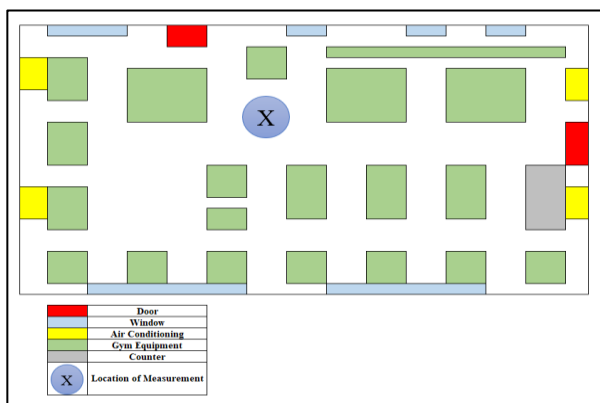 X
Door
Window
Air Conditioning
Gym Equipment
Counter
X Location of Measurement